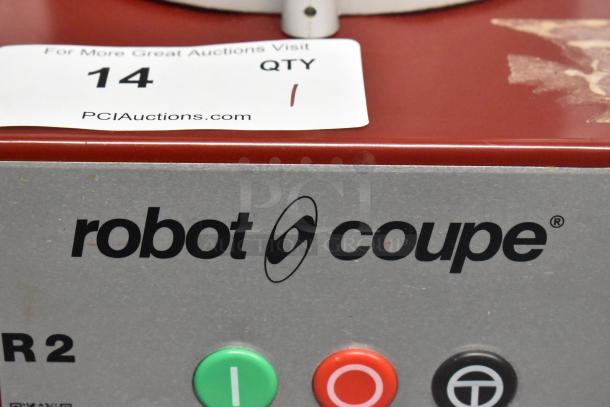 For More Great Auctions Visit
14 QTY 1
PCIAuctions.com
robot coupe®
R 2